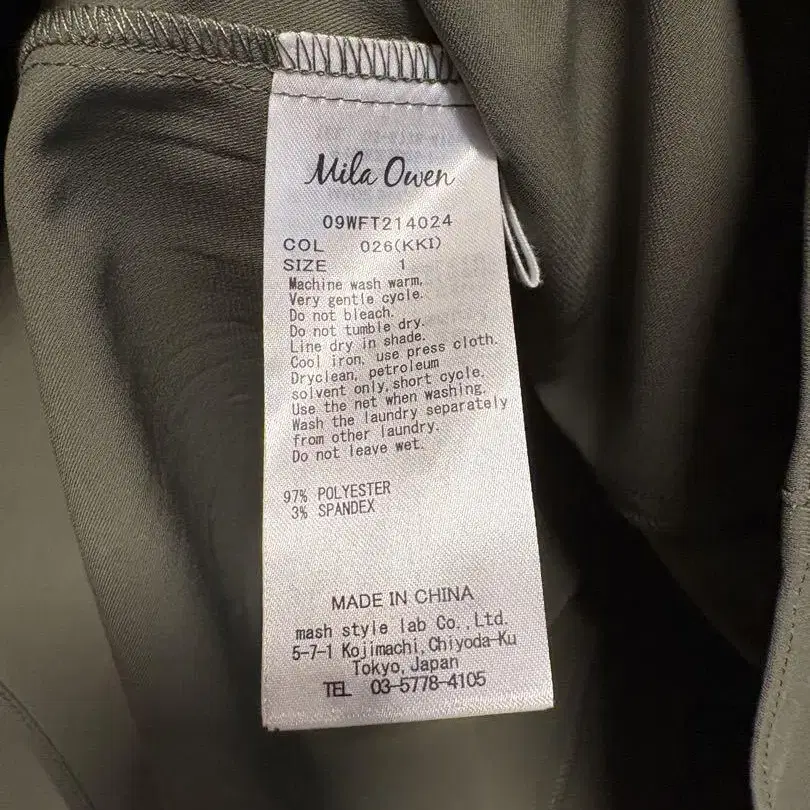 Mila Owen
09WFT214024
COL 026(KKI)
SIZE 1
Machine wash warm,
Very gentle cycle.
Do not bleach.
Do not tumble dry.
Line dry in shade.
Cool iron, use press cloth.
Dryclean, petroleum
solvent only, short cycle.
Use the net when washing.
Wash the laundry separately
from other laundry.
Do not leave wet.
97% POLYESTER
3% SPANDEX
MADE IN CHINA
mash style lab Co.,Ltd.
5-7-1 Kojimachi,Chiyoda-Ku
Tokyo,Japan
TEL 03-5778-4105